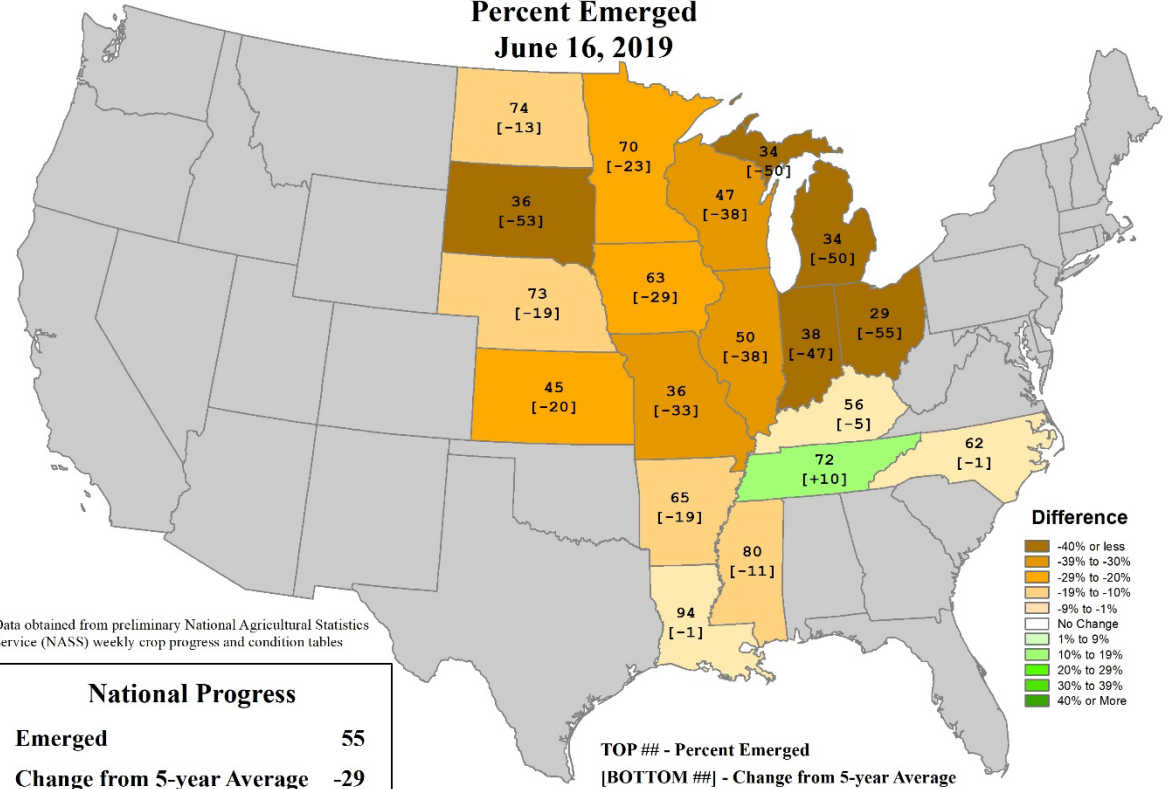 Percent Emerged
June 16, 2019
74
[-13]
70
[-23]
34
[-50]
47
[-38]
36
[-53]
34
[-50]
63
[-29]
73
[-19]
29
[-55]
50
[-38]
38
[-47]
45
[-20]
36
[-33]
56
[-5]
62
[-1]
72
[+10]
65
[-19]
80
[-11]
94
[-1]
Difference
-40% or less
-39% to -30%
-29% to -20%
-19% to -10%
-9% to -1%
No Change
1% to 9%
10% to 19%
20% to 29%
30% to 39%
40% or More
Data obtained from preliminary National Agricultural Statistics
Service (NASS) weekly crop progress and condition tables
National Progress
Emerged 55
Change from 5-year Average -29
TOP ## - Percent Emerged
[BOTTOM ##] - Change from 5-year Average